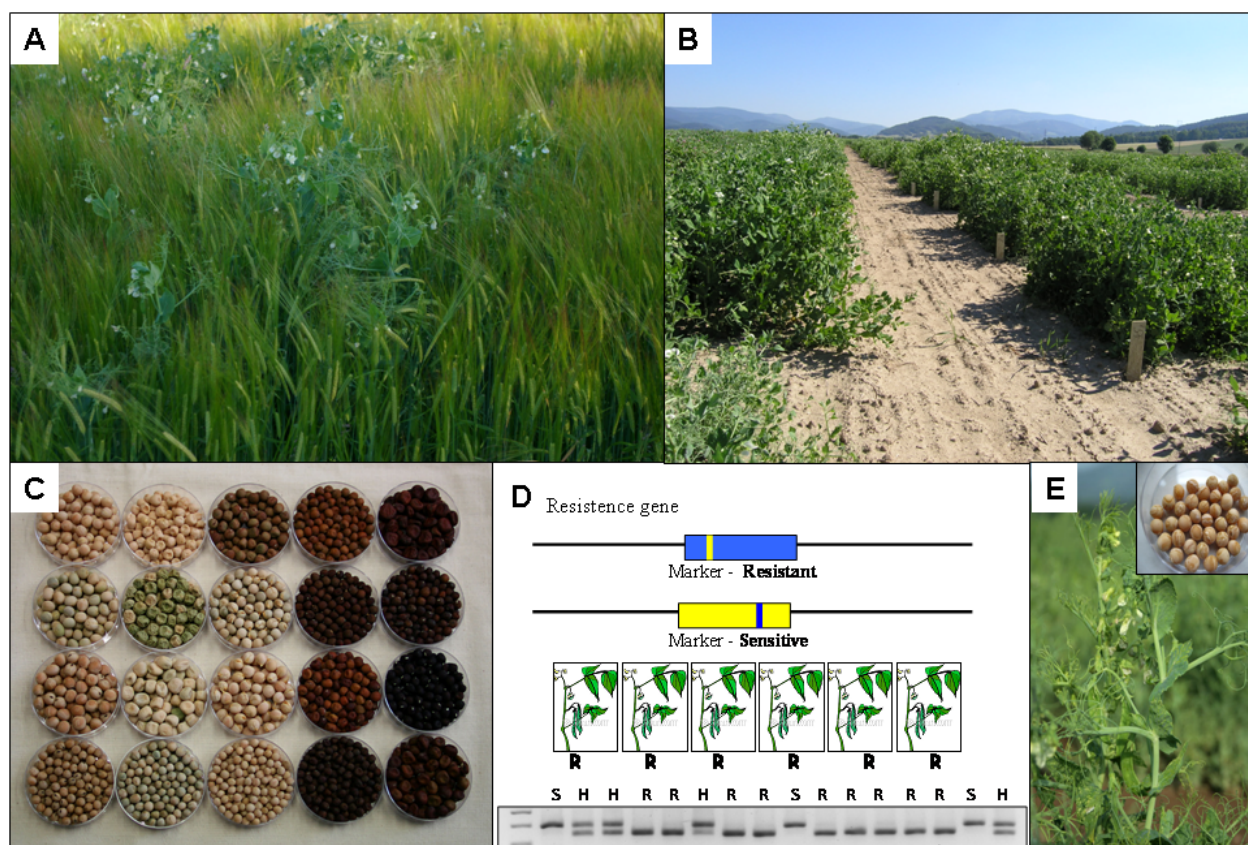 A
B
C
D
Resistence gene
Marker - Resistant
Marker - Sensitive
R R R R R R
S H H R R H R R S R R R R R S H
E